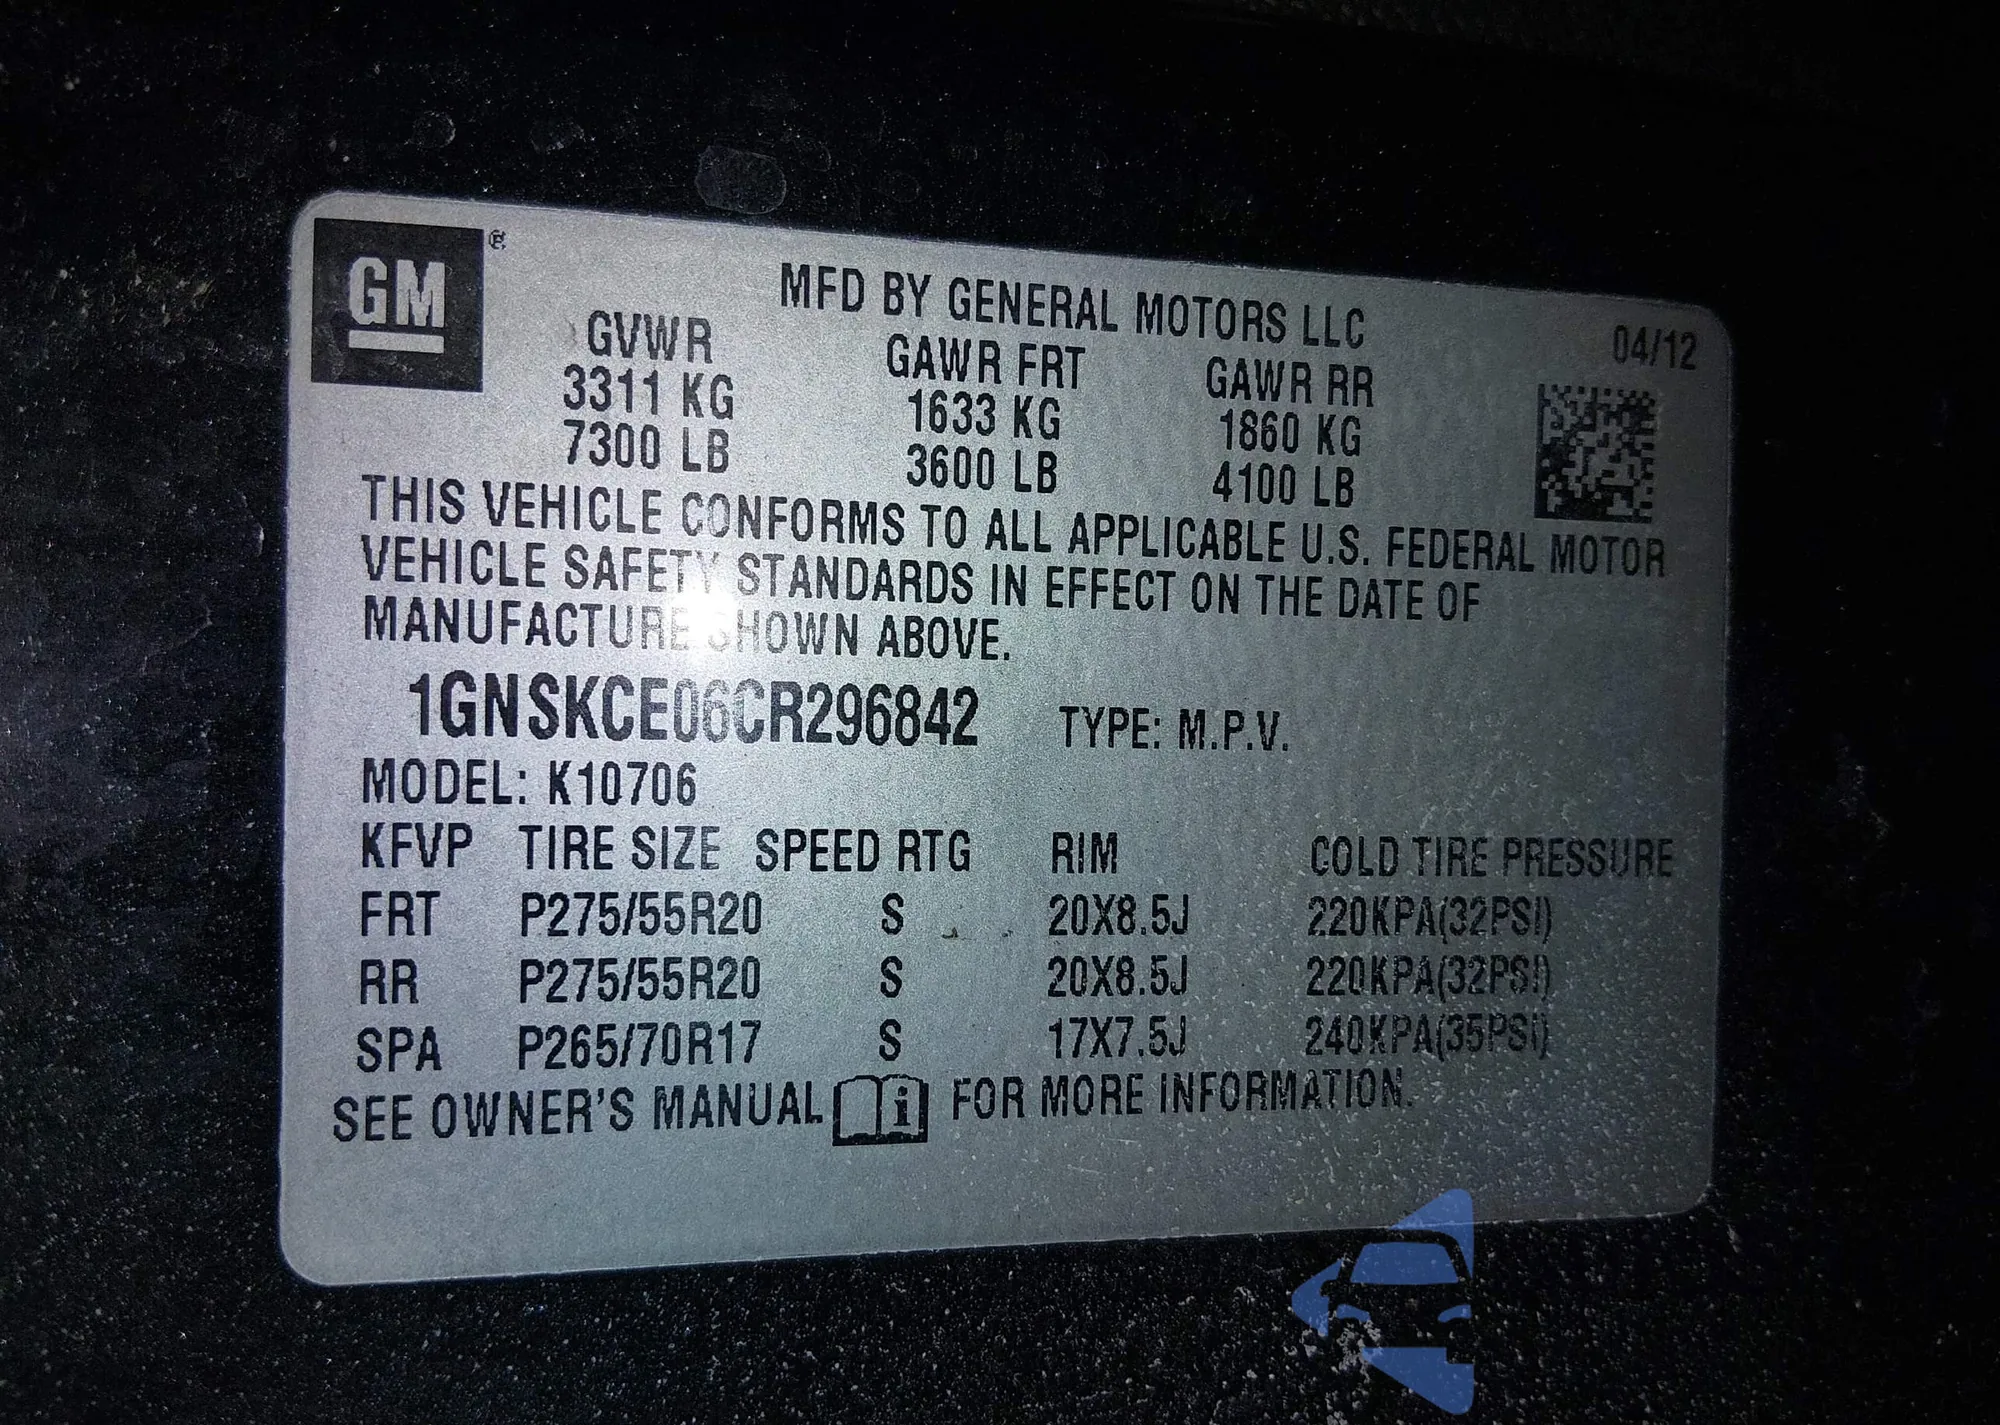 GM
MFD BY GENERAL MOTORS LLC
04/12
GVWR GAWR FRT GAWR RR
3311 KG 1633 KG 1860 KG
7300 LB 3600 LB 4100 LB
THIS VEHICLE CONFORMS TO ALL APPLICABLE U.S. FEDERAL MOTOR
VEHICLE SAFETY STANDARDS IN EFFECT ON THE DATE OF
MANUFACTURE SHOWN ABOVE.
1GNSKCE06CR296842 TYPE: M.P.V.
MODEL: K10706
KFVP TIRE SIZE SPEED RTG RIM COLD TIRE PRESSURE
FRT P275/55R20 S 20X8.5J 220KPA(32PSI)
RR P275/55R20 S 20X8.5J 220KPA(32PSI)
SPA P265/70R17 S 17X7.5J 240KPA(35PSI)
SEE OWNER'S MANUAL i FOR MORE INFORMATION.